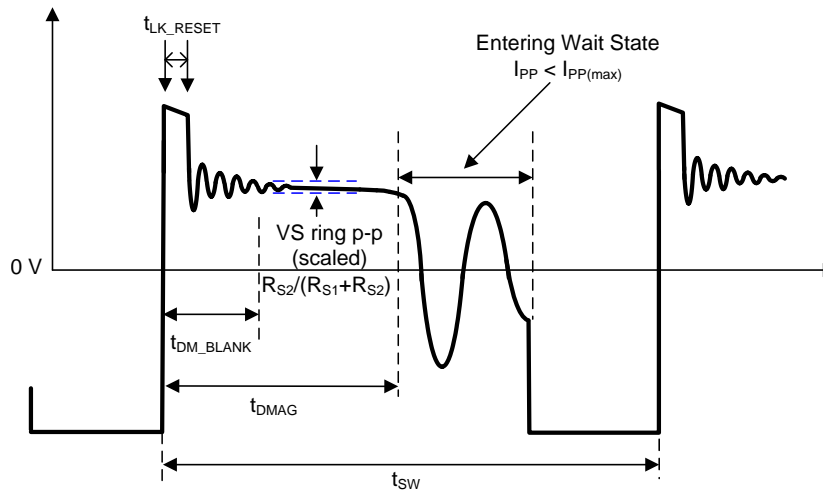 tLK_RESET
Entering Wait State
IPP < IPP(max)
VS ring p-p
(scaled)
RS2/(RS1+RS2)
0 V
tDM_BLANK
tDMAG
tSW